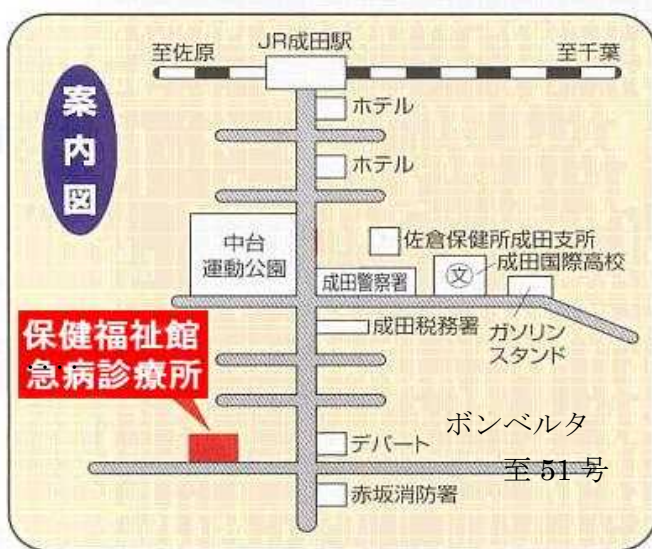 JR成田駅
至佐原
至千葉
案内図
ホテル
ホテル
中台
運動公園
佐倉保健所成田支所
成田国際高校
文
成田警察署
成田税務署
ガソリン
スタンド
保健福祉館
急病診療所
ボンベルタ
デパート
至 51 号
赤坂消防署